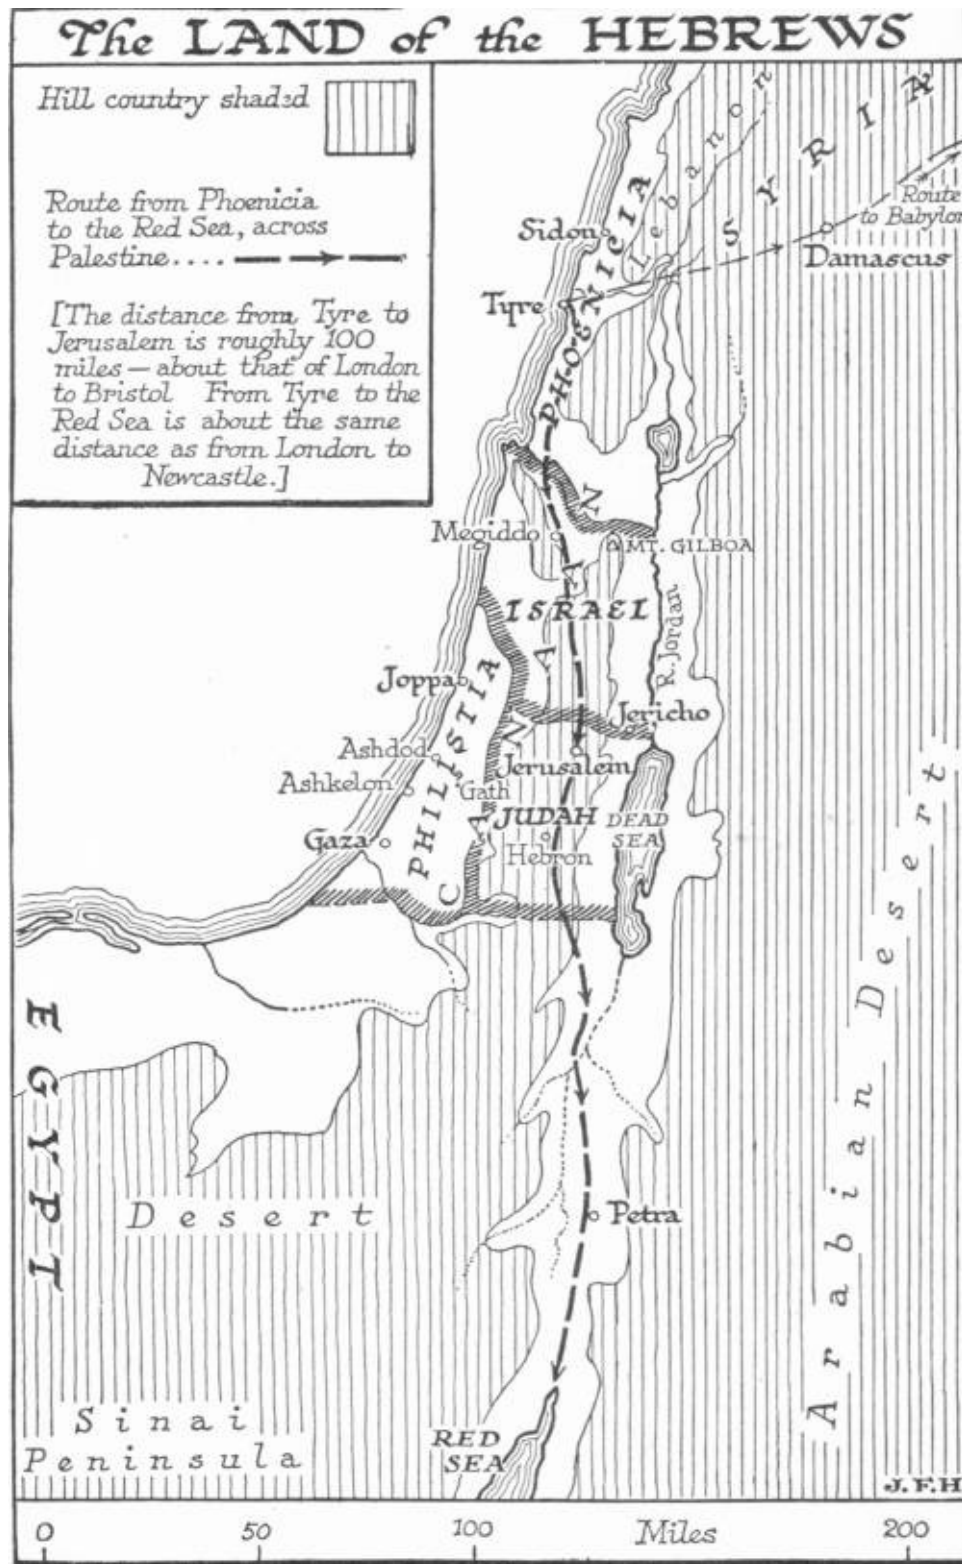 The LAND of the HEBREWS
Hill country shaded
Route from Phoenicia
to the Red Sea, across
Palestine....
[The distance from Tyre to
Jerusalem is roughly 100
miles — about that of London
to Bristol From Tyre to the
Red Sea is about the same
distance as from London to
Newcastle.]
Lebanon
SYRIA
Route
to Babylon
Sidon
Damascus
PHOENICIA
Tyre
Megiddo
MT. GILBOA
CANAAN
ISRAEL
R. Jordan
Joppa
PHILISTIA
Jericho
Ashdod
Jerusalem
Ashkelon
Gath
JUDAH
DEAD
SEA
Gaza
Hebron
Arabian Desert
EGYPT
Desert
Petra
Sinai
Peninsula
RED
SEA
J.F.H
0 50 100 Miles 200